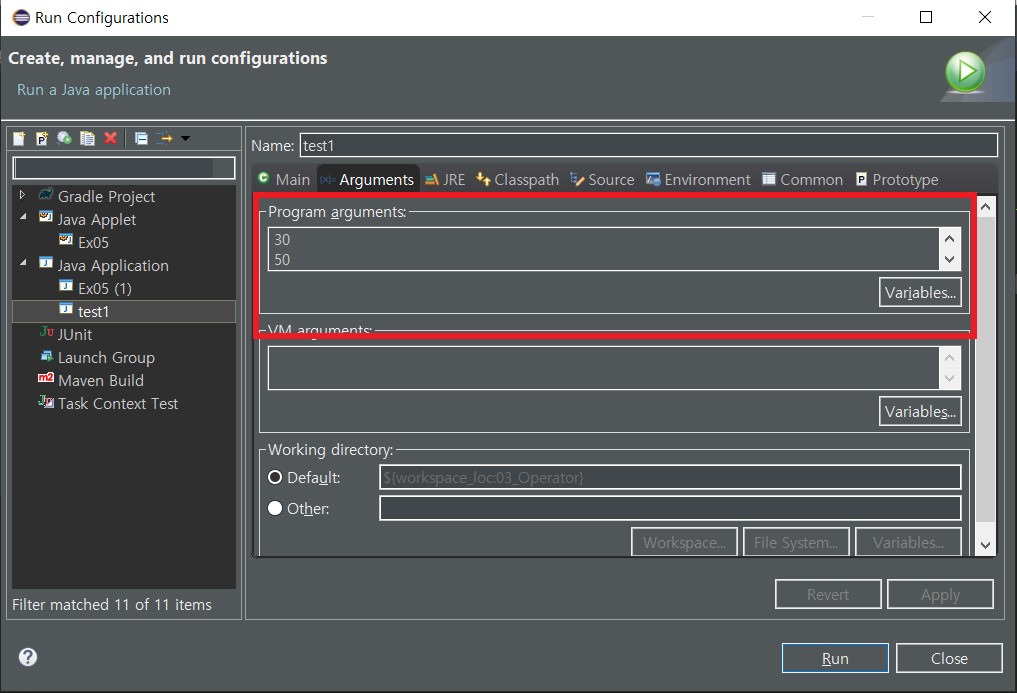 Run Configurations
Create, manage, and run configurations
Run a Java application
Name: test1
Main Arguments JRE Classpath Source Environment Common Prototype
Gradle Project
Java Applet
Ex05
Java Application
Ex05 (1)
test1
JUnit
Launch Group
m2 Maven Build
Task Context Test
Filter matched 11 of 11 items
Program arguments:
30
50
Variables...
VM arguments:
Variables...
Working directory:
Default: ${workspace_loc:03_Operator}
Other:
Workspace... File System... Variables...
Revert Apply
Run Close